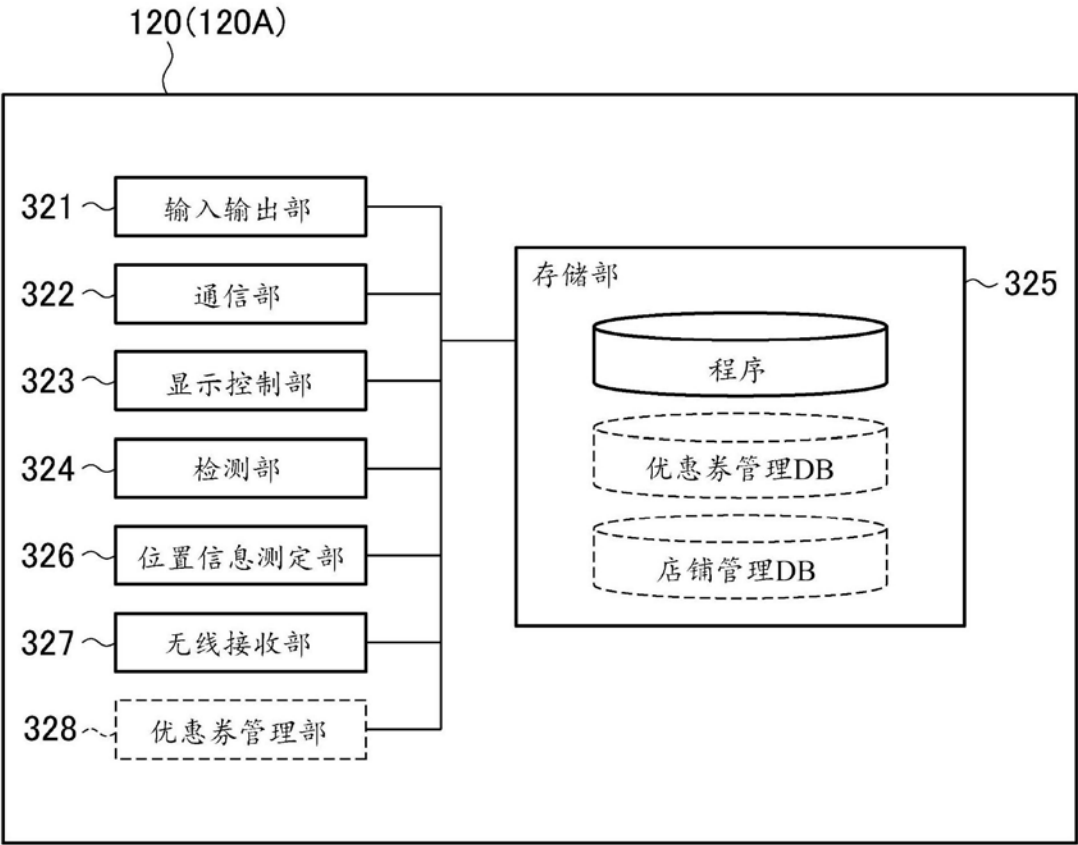 120(120A)
321 输入输出部
322 通信部
323 显示控制部
324 检测部
326 位置信息测定部
327 无线接收部
328 优惠券管理部
存储部
325
程序
优惠券管理DB
店铺管理DB